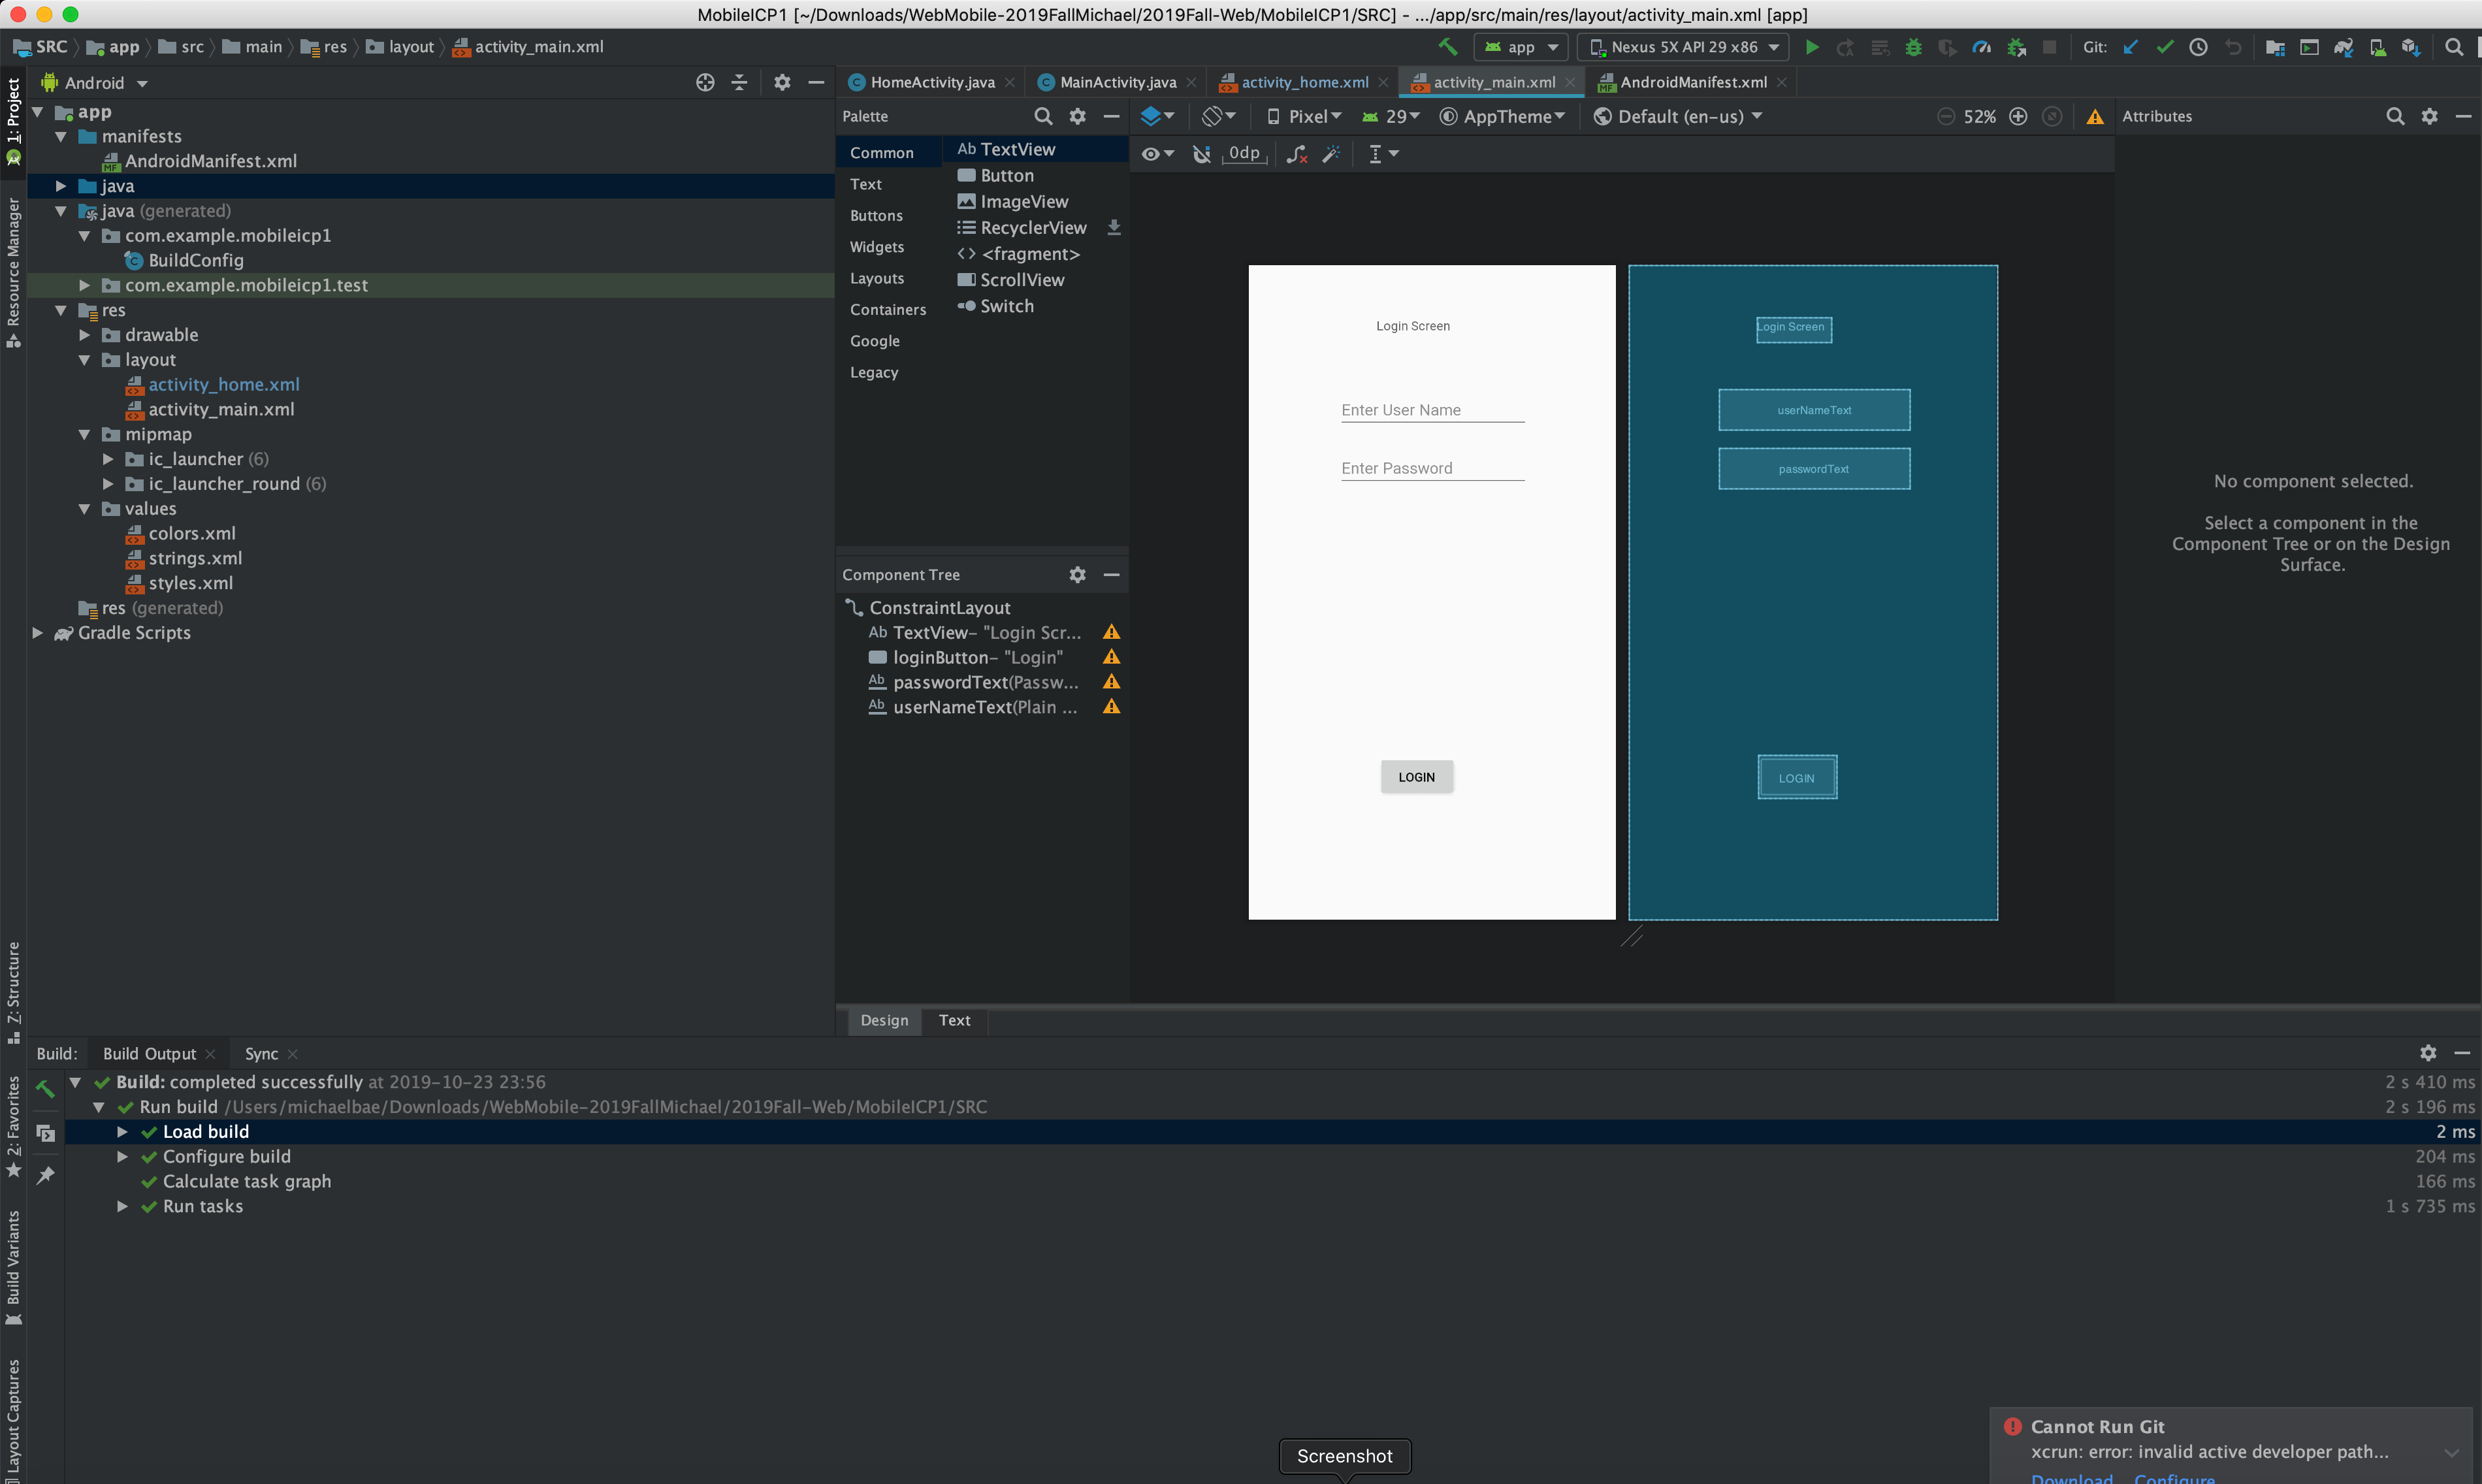 MobileICP1 [~/Downloads/WebMobile-2019FallMichael/2019Fall-Web/MobileICP1/SRC] - .../app/src/main/res/layout/activity_main.xml [app]
SRC app src main res layout activity_main.xml
app Nexus 5X API 29 x86 Git:
1: Project
Resource Manager
Z: Structure
2: Favorites
Build Variants
Layout Captures
Android
app
manifests
AndroidManifest.xml
java
java (generated)
com.example.mobileicp1
BuildConfig
com.example.mobileicp1.test
res
drawable
layout
activity_home.xml
activity_main.xml
mipmap
ic_launcher (6)
ic_launcher_round (6)
values
colors.xml
strings.xml
styles.xml
res (generated)
Gradle Scripts
HomeActivity.java MainActivity.java activity_home.xml activity_main.xml AndroidManifest.xml
Palette
Common
Text
Buttons
Widgets
Layouts
Containers
Google
Legacy
Ab TextView
Button
ImageView
RecyclerView
<fragment>
ScrollView
Switch
Component Tree
ConstraintLayout
Ab TextView– "Login Scr...
loginButton– "Login"
Ab passwordText(Passw...
Ab userNameText(Plain ...
Pixel 29 AppTheme Default (en-us) 52%
0dp
Login Screen
Enter User Name
Enter Password
LOGIN
Login Screen
userNameText
passwordText
LOGIN
Attributes
No component selected.
Select a component in the
Component Tree or on the Design
Surface.
Design Text
Build: Build Output Sync
Build: completed successfully at 2019-10-23 23:56 2 s 410 ms
Run build /Users/michaelbae/Downloads/WebMobile-2019FallMichael/2019Fall-Web/MobileICP1/SRC 2 s 196 ms
Load build 2 ms
Configure build 204 ms
Calculate task graph 166 ms
Run tasks 1 s 735 ms
Cannot Run Git
xcrun: error: invalid active developer path...
Download Configure
Screenshot